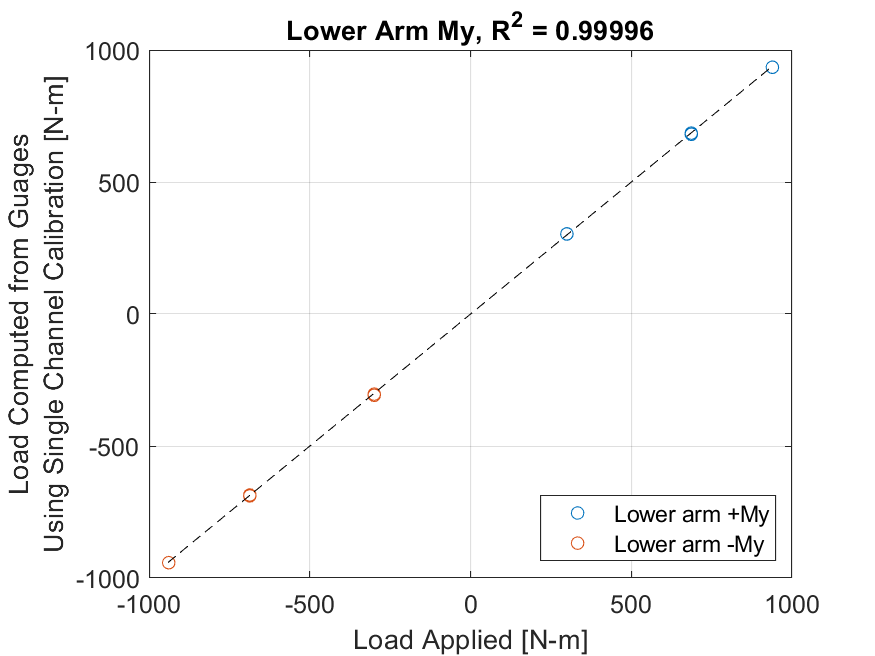 Lower Arm My, R² = 0.99996
Load Computed from Guages
Using Single Channel Calibration [N-m]
1000
500
0
-500
-1000
-1000 -500 0 500 1000
Load Applied [N-m]
Lower arm +My
Lower arm -My